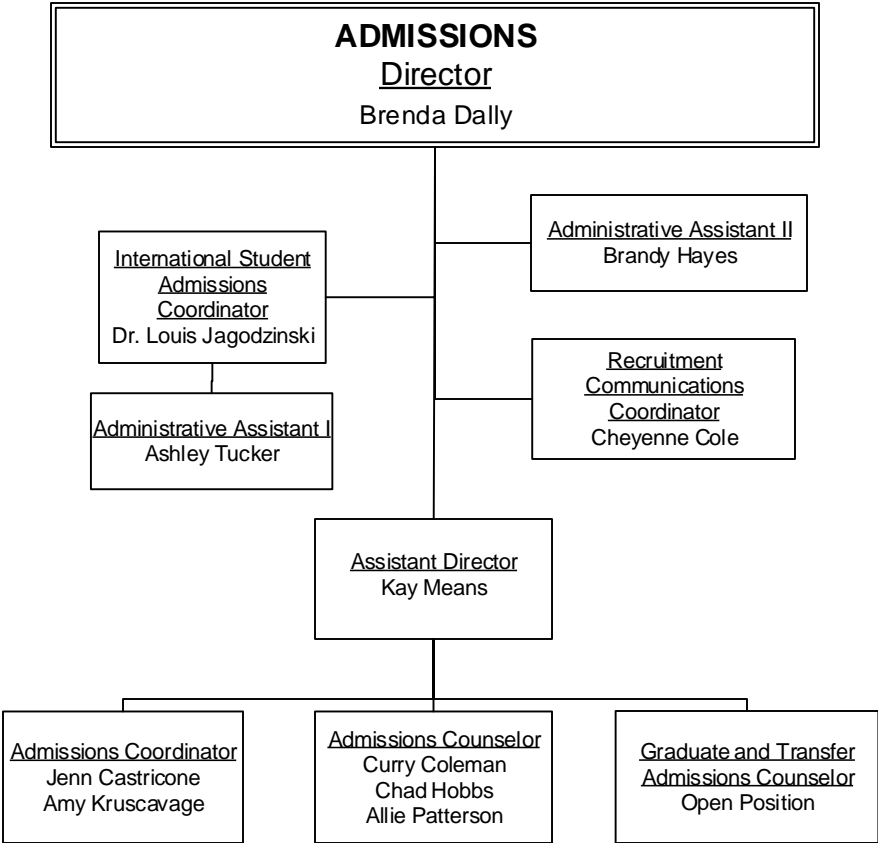 ADMISSIONS
Director
Brenda Dally
Administrative Assistant II
Brandy Hayes
International Student
Admissions
Coordinator
Dr. Louis Jagodzinski
Recruitment
Communications
Coordinator
Cheyenne Cole
Administrative Assistant I
Ashley Tucker
Assistant Director
Kay Means
Admissions Coordinator
Jenn Castricone
Amy Kruscavage
Admissions Counselor
Curry Coleman
Chad Hobbs
Allie Patterson
Graduate and Transfer
Admissions Counselor
Open Position